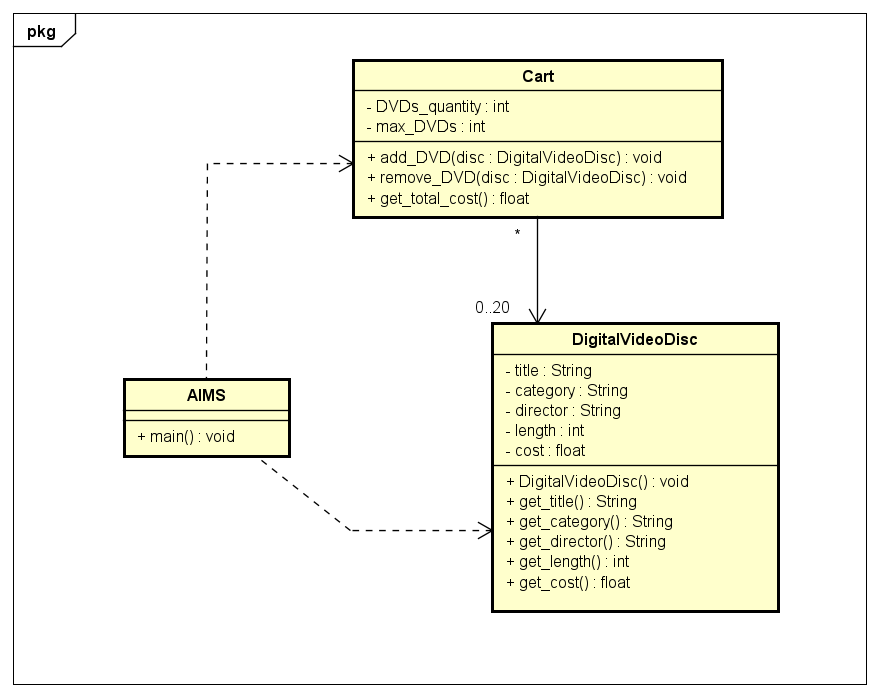 pkg
Cart
- DVDs_quantity : int
- max_DVDs : int
+ add_DVD(disc : DigitalVideoDisc) : void
+ remove_DVD(disc : DigitalVideoDisc) : void
+ get_total_cost() : float
*
0..20
DigitalVideoDisc
- title : String
- category : String
- director : String
- length : int
- cost : float
+ DigitalVideoDisc() : void
+ get_title() : String
+ get_category() : String
+ get_director() : String
+ get_length() : int
+ get_cost() : float
AIMS
+ main() : void